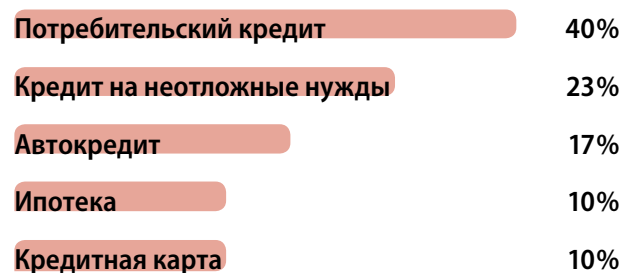 Потребительский кредит 40%
Кредит на неотложные нужды 23%
Автокредит 17%
Ипотека 10%
Кредитная карта 10%